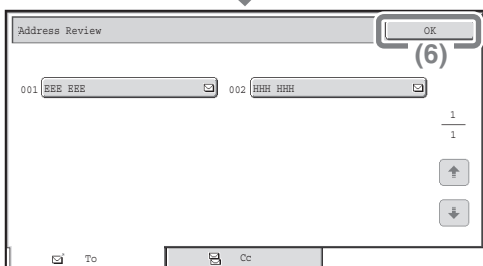 Address Review OK
(6)
001 EEE EEE 002 HHH HHH
1
1
To Cc